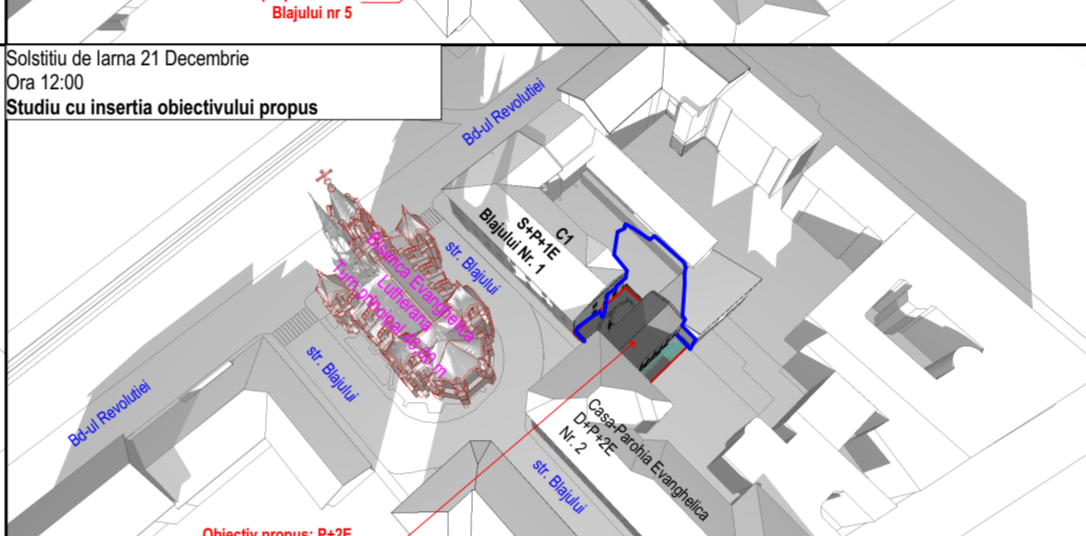 Blajului nr 5
Solstitiu de Iarna 21 Decembrie
Ora 12:00
Studiu cu insertia obiectivului propus
Bd-ul Revolutiei
C1
S+P+1E
Blajului Nr. 1
str. Blajului
Biserica Evanghelica
Lutherana
Turn principal
m
str. Blajului
Bd-ul Revolutiei
Casa-Parohia Evanghelica
D+P+2E
Nr. 2
str. Blajului
Obiectiv propus: P+2E